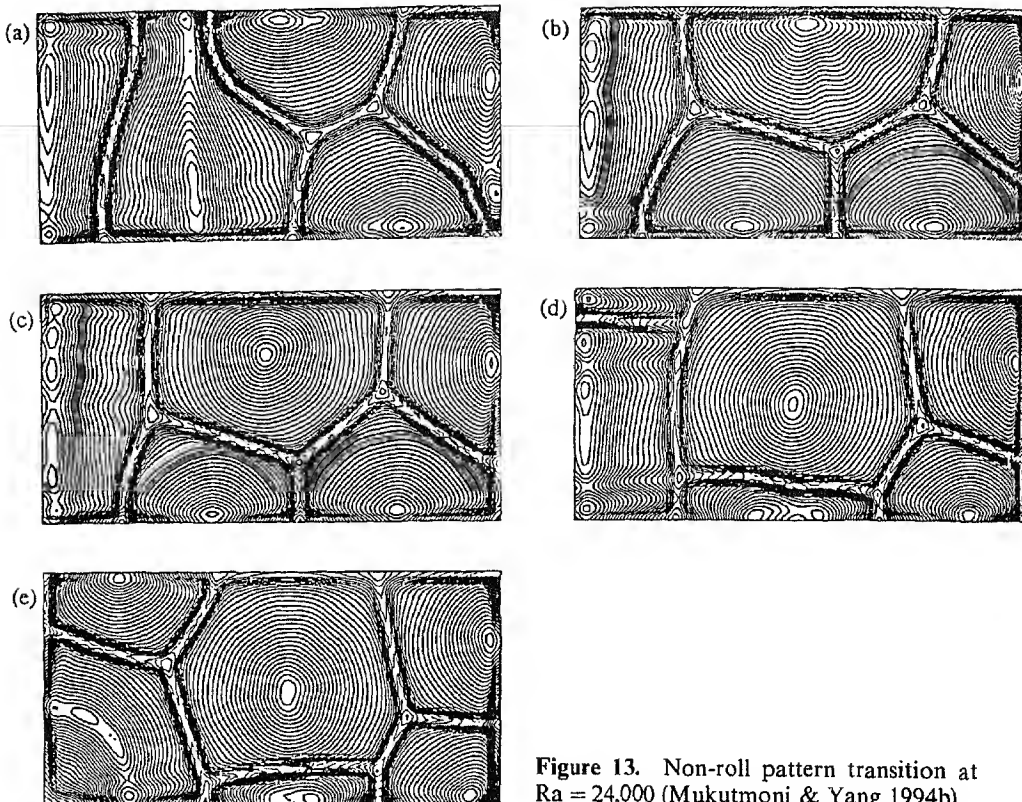 (a)
(b)
(c)
(d)
(e)
Figure 13. Non-roll pattern transition at
Ra = 24,000 (Mukutmoni & Yang 1994b)